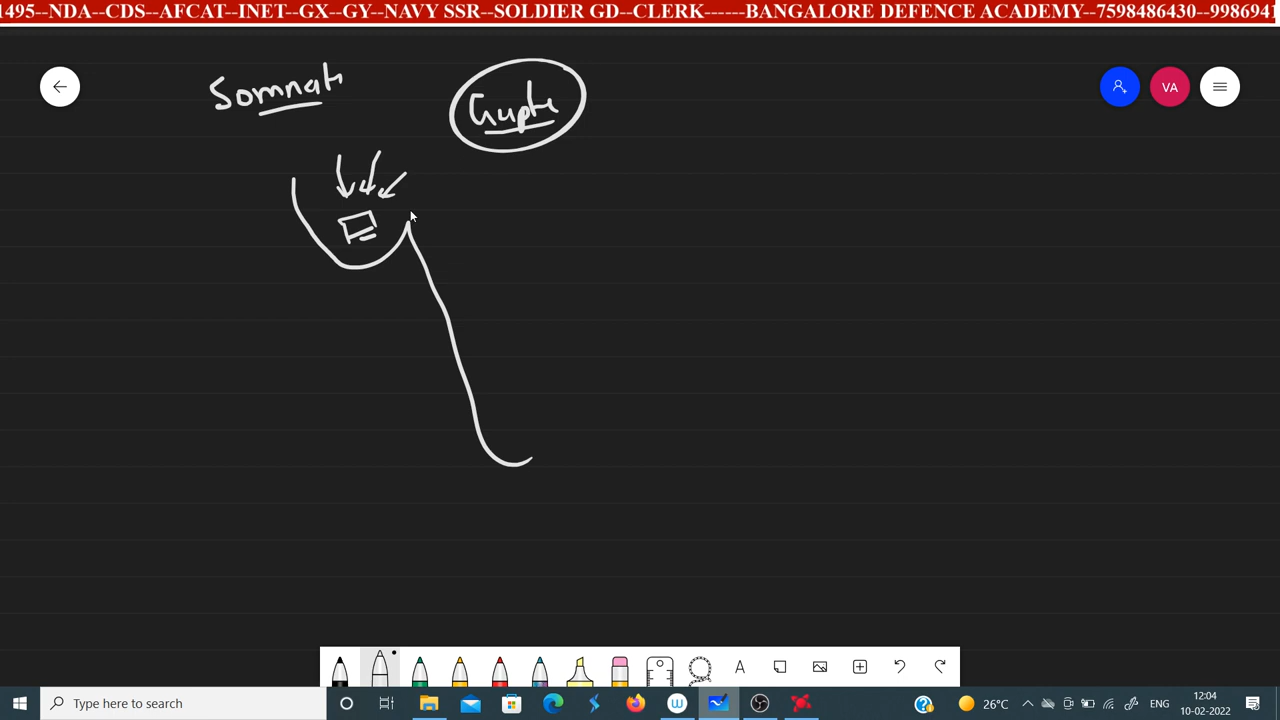 1495--NDA--CDS--AFCAT--INET--GX--GY--NAVY SSR--SOLDIER GD--CLERK------BANGALORE DEFENCE ACADEMY--7598486430--9986941
Somnath
Gupta
VA
A
Type here to search
26°C
ENG
12:04
10-02-2022